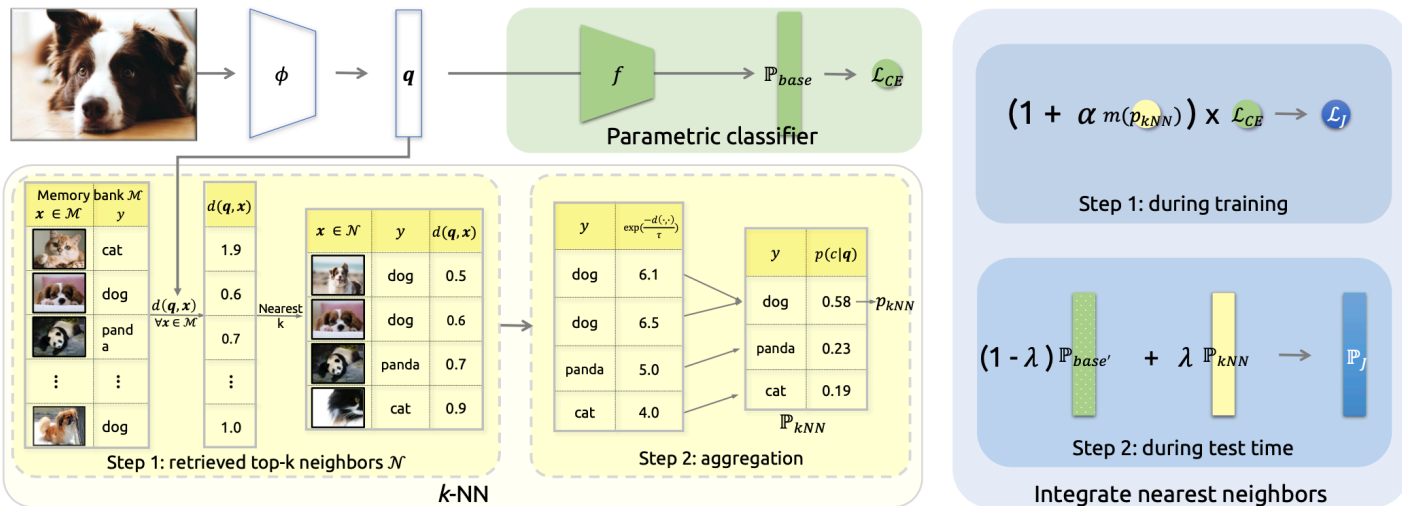 ϕ
q
f
ℙ_base
ℒ_CE
Parametric classifier
Memory bank ℳ
x ∈ ℳ y
cat
dog
pand
a
⋮ ⋮
dog
d(q, x)
∀x ∈ ℳ
d(q, x)
1.9
0.6
0.7
⋮
1.0
Nearest
k
x ∈ 𝒩 y d(q, x)
dog 0.5
dog 0.6
panda 0.7
cat 0.9
Step 1: retrieved top-k neighbors 𝒩
y exp(−d(·,·)/τ)
dog 6.1
dog 6.5
panda 5.0
cat 4.0
y p(c|q)
dog 0.58
panda 0.23
cat 0.19
p_kNN
ℙ_kNN
Step 2: aggregation
k-NN
(1 + α m(p_kNN)) x ℒ_CE ℒ_J
Step 1: during training
(1 - λ) ℙ_base′ + λ ℙ_kNN ℙ_J
Step 2: during test time
Integrate nearest neighbors